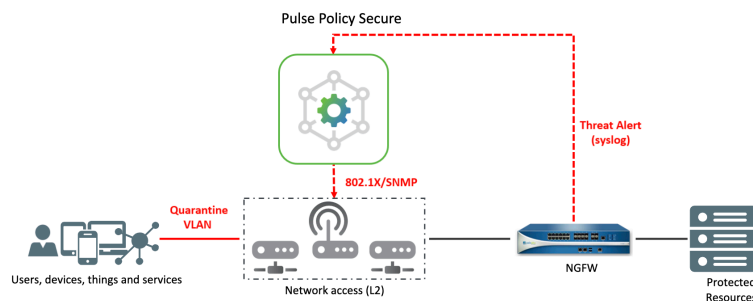 Pulse Policy Secure
Threat Alert
(syslog)
802.1X/SNMP
Quarantine
VLAN
Users, devices, things and services
Network access (L2)
NGFW
Protected
Resources